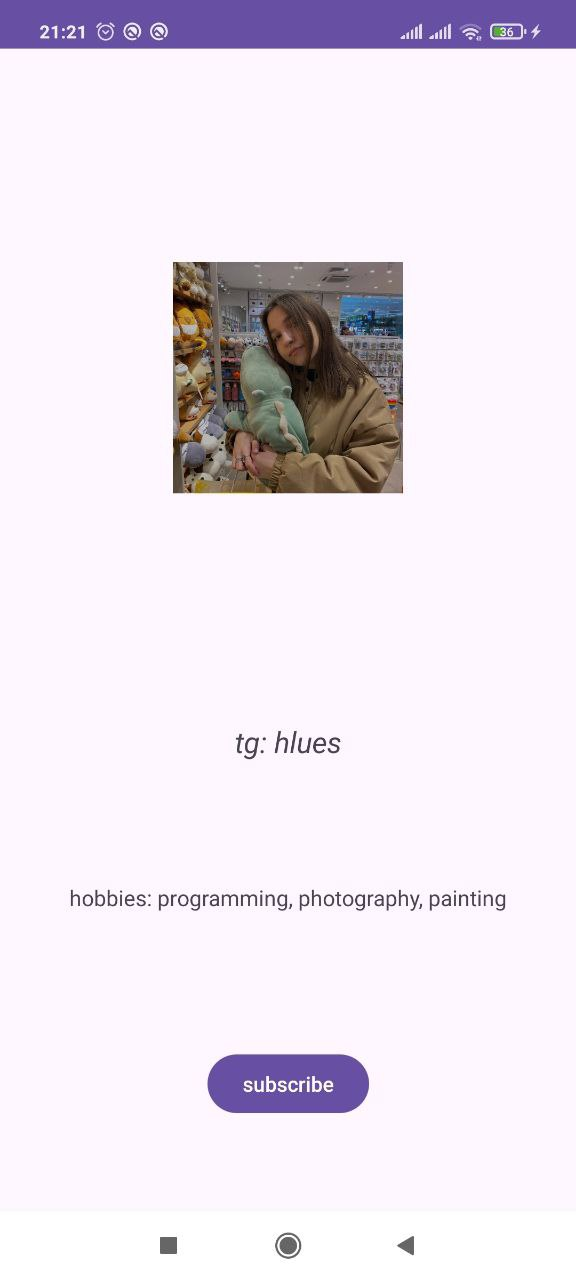 21:21
36
tg: hlues
hobbies: programming, photography, painting
subscribe